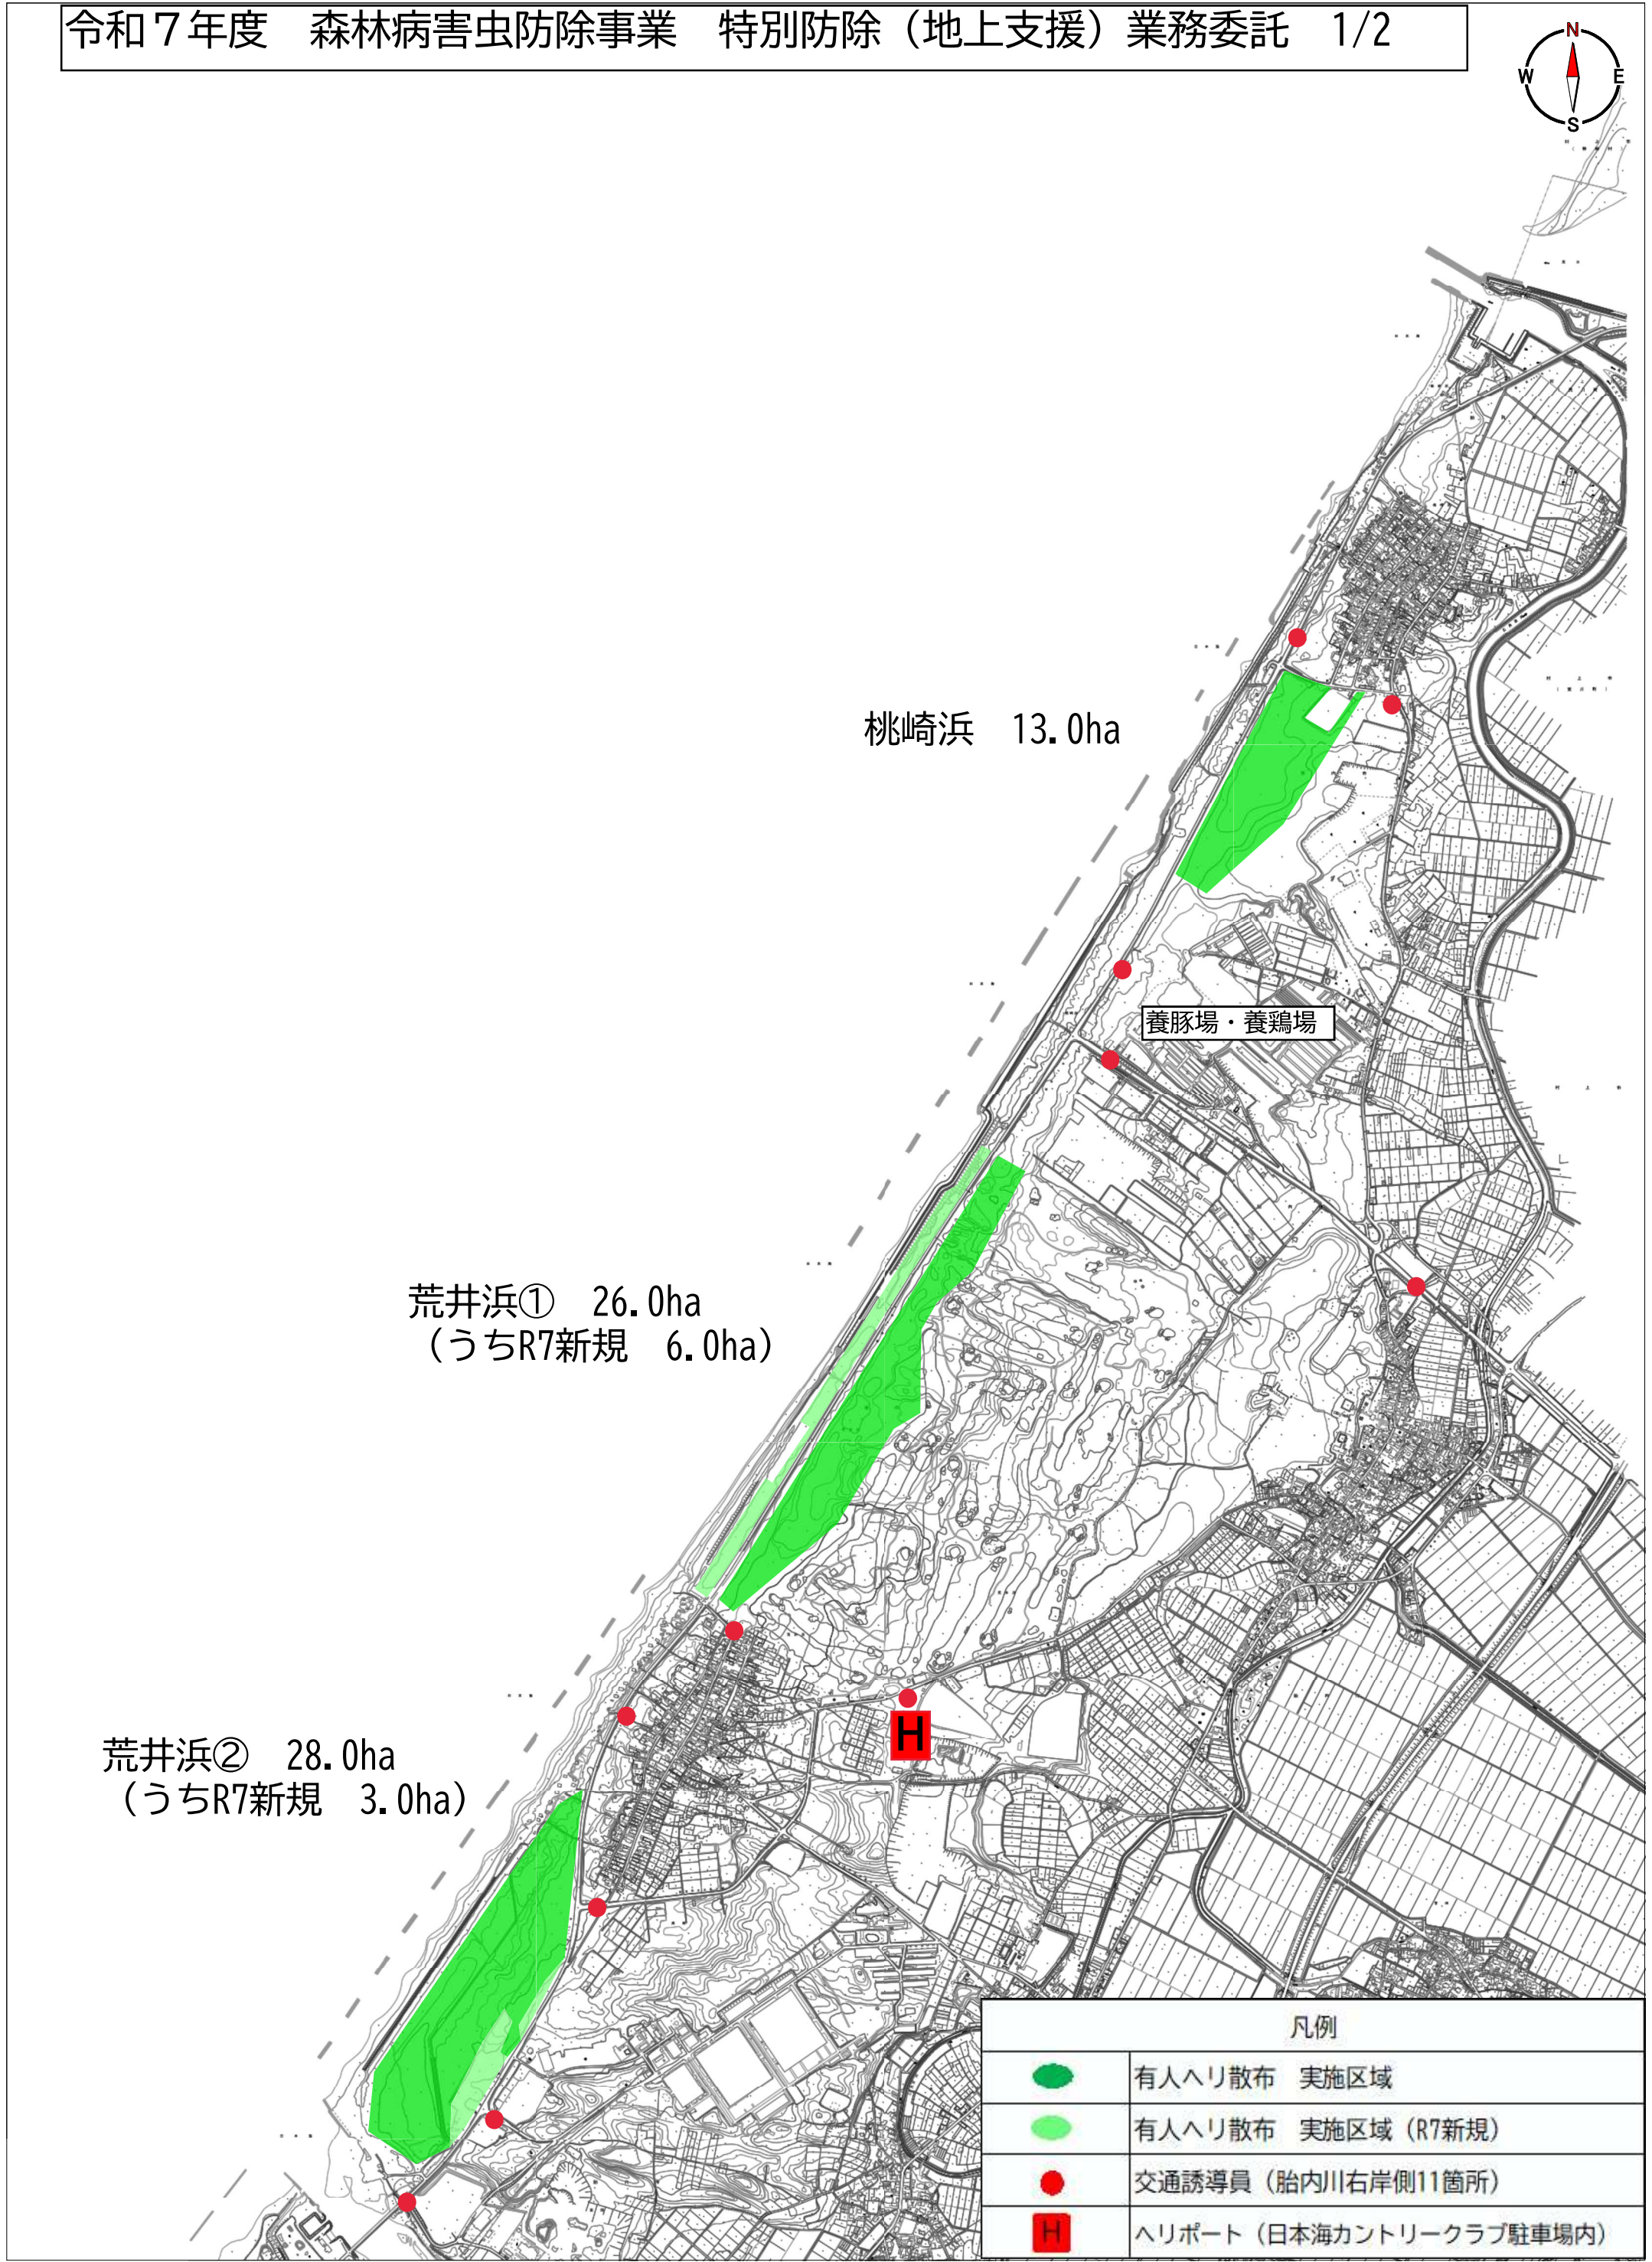 令和７年度　森林病害虫防除事業　特別防除（地上支援）業務委託　1/2
N
W
E
S
桃崎浜　13.0ha
養豚場・養鶏場
荒井浜①　26.0ha
（うちR7新規　6.0ha）
荒井浜②　28.0ha
（うちR7新規　3.0ha）
H
凡例
有人ヘリ散布　実施区域
有人ヘリ散布　実施区域（R7新規）
交通誘導員（胎内川右岸側11箇所）
H
ヘリポート（日本海カントリークラブ駐車場内）